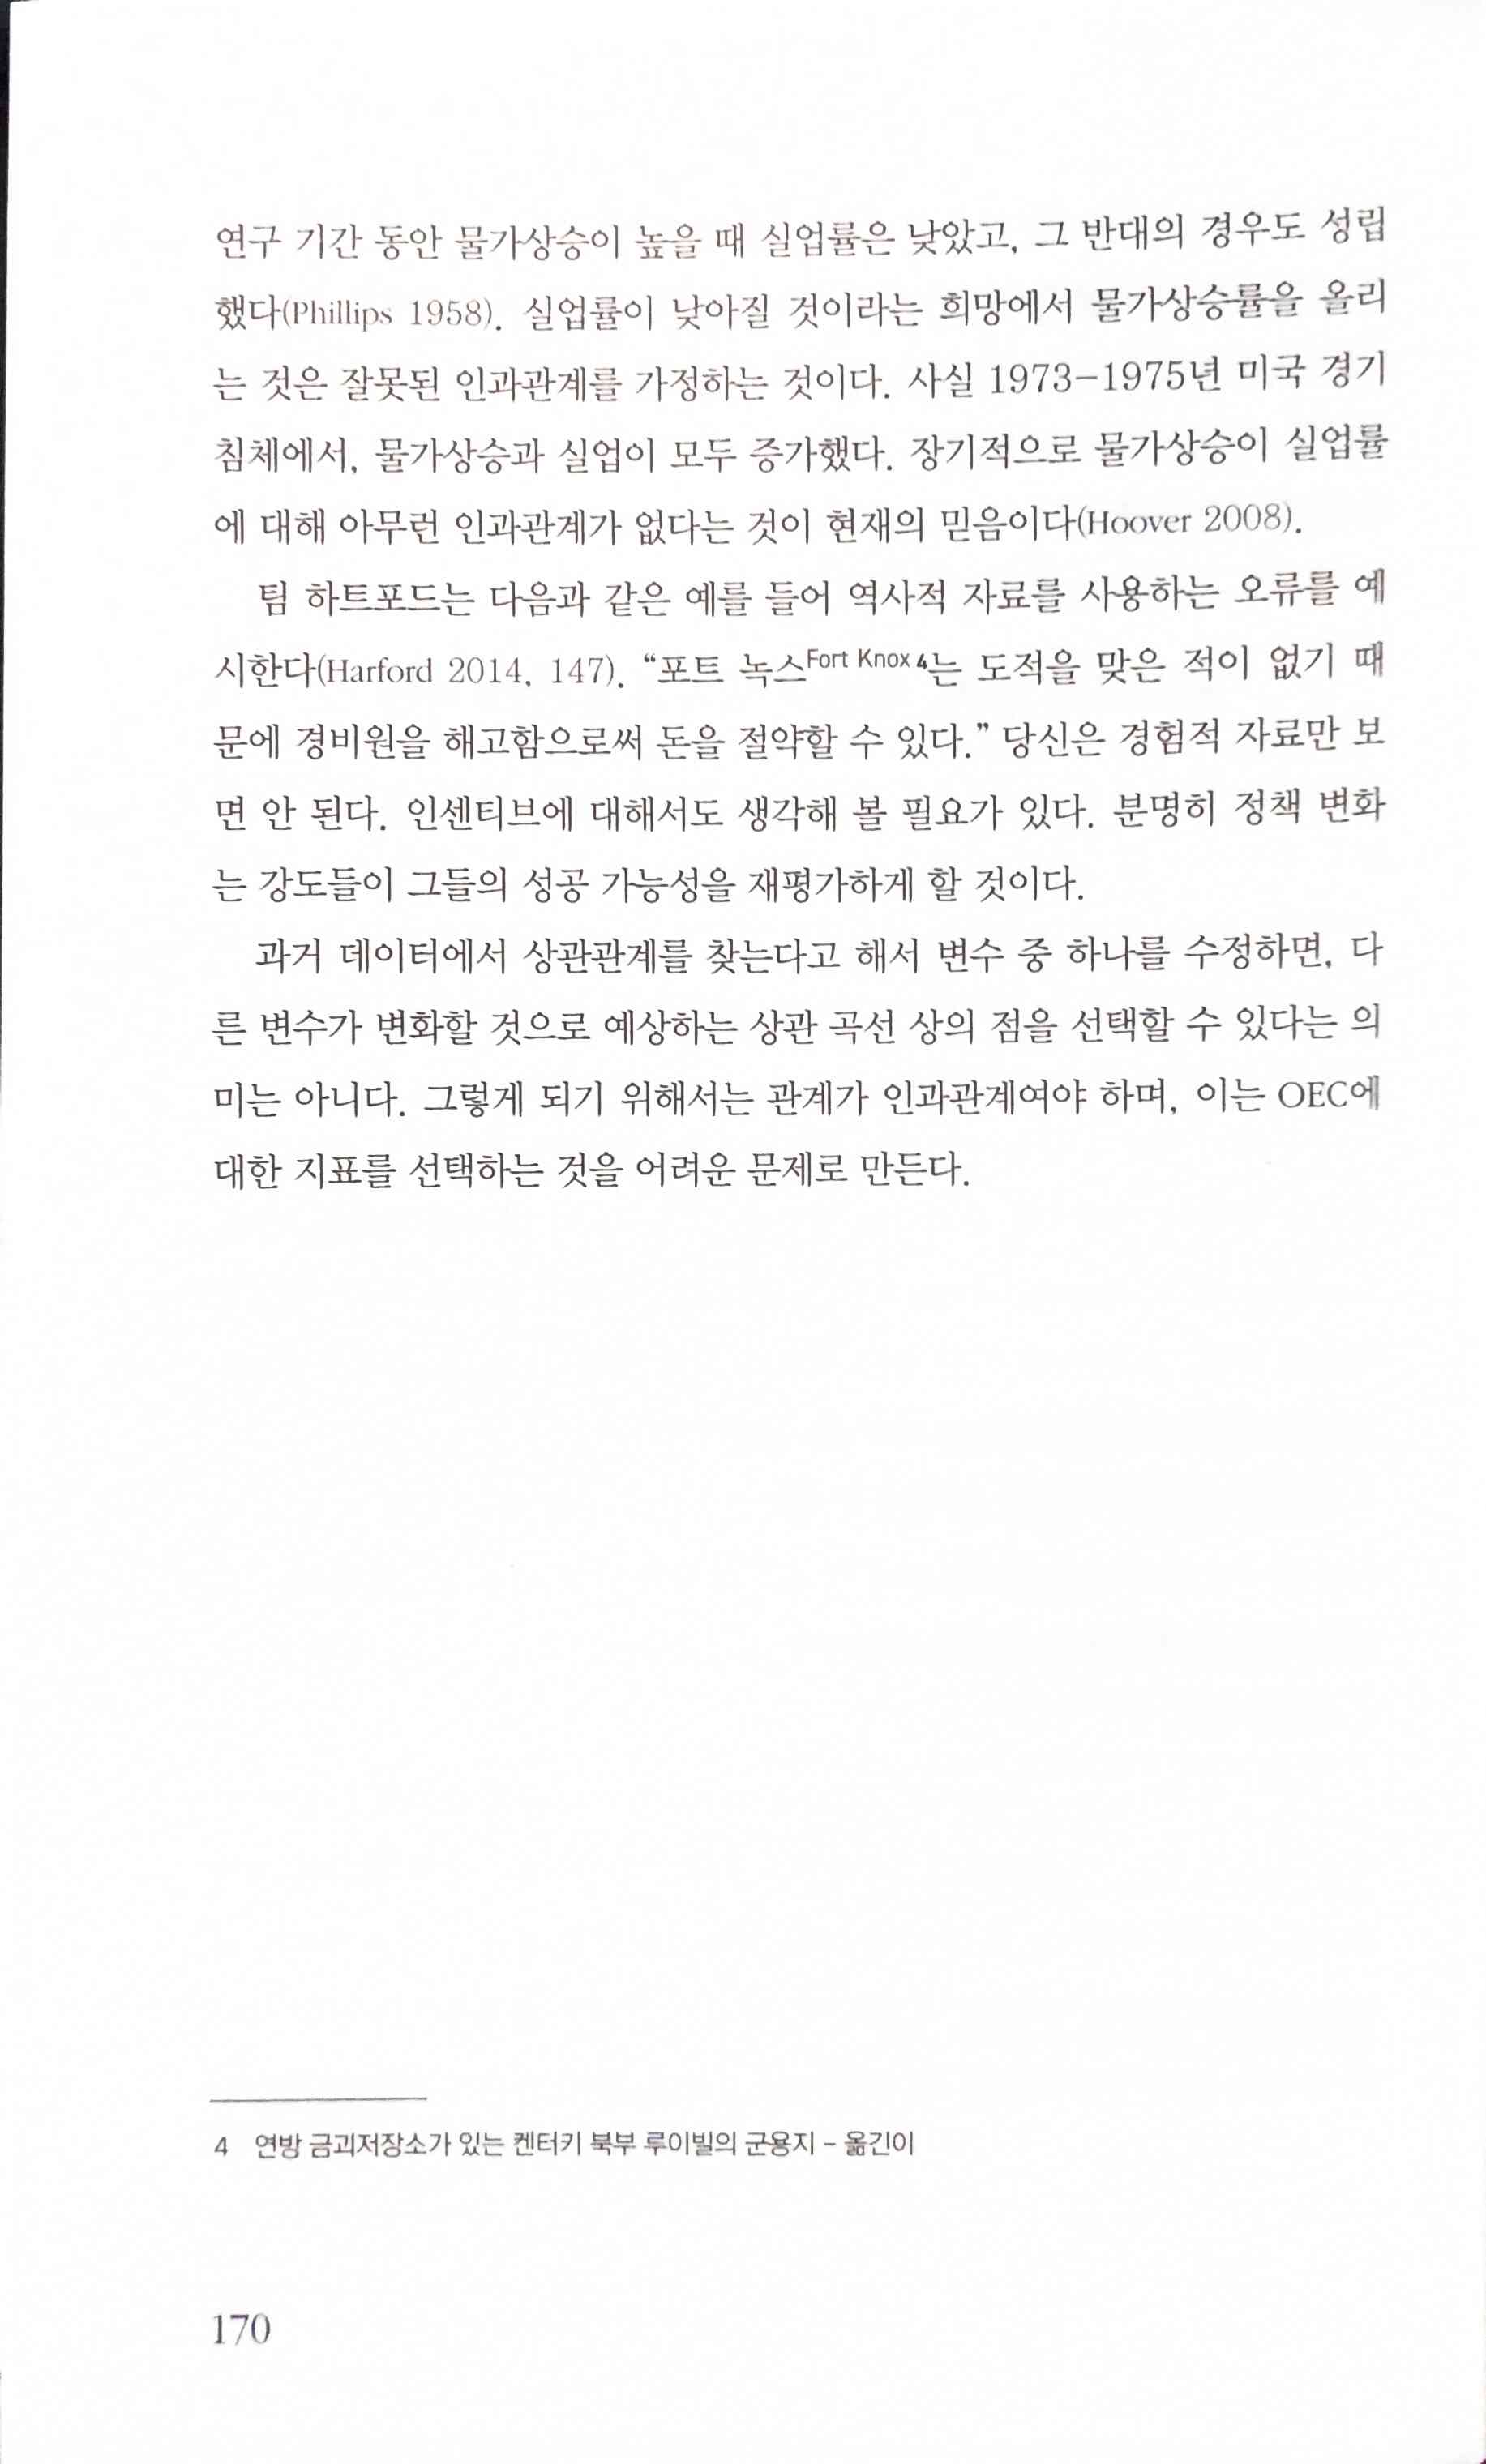 연구 기간 동안 물가상승이 높을 때 실업률은 낮았고, 그 반대의 경우도 성립
했다(Phillips 1958). 실업률이 낮아질 것이라는 희망에서 물가상승률을 올리
는 것은 잘못된 인과관계를 가정하는 것이다. 사실 1973-1975년 미국 경기
침체에서, 물가상승과 실업이 모두 증가했다. 장기적으로 물가상승이 실업률
에 대해 아무런 인과관계가 없다는 것이 현재의 믿음이다(Hoover 2008).
팀 하트포드는 다음과 같은 예를 들어 역사적 자료를 사용하는 오류를 예
시한다(Harford 2014, 147). “포트 녹스Fort Knox 4는 도적을 맞은 적이 없기 때
문에 경비원을 해고함으로써 돈을 절약할 수 있다.” 당신은 경험적 자료만 보
면 안 된다. 인센티브에 대해서도 생각해 볼 필요가 있다. 분명히 정책 변화
는 강도들이 그들의 성공 가능성을 재평가하게 할 것이다.
과거 데이터에서 상관관계를 찾는다고 해서 변수 중 하나를 수정하면, 다
른 변수가 변화할 것으로 예상하는 상관 곡선 상의 점을 선택할 수 있다는 의
미는 아니다. 그렇게 되기 위해서는 관계가 인과관계여야 하며, 이는 OEC에
대한 지표를 선택하는 것을 어려운 문제로 만든다.
4 연방 금괴저장소가 있는 켄터키 북부 루이빌의 군용지 - 옮긴이
170